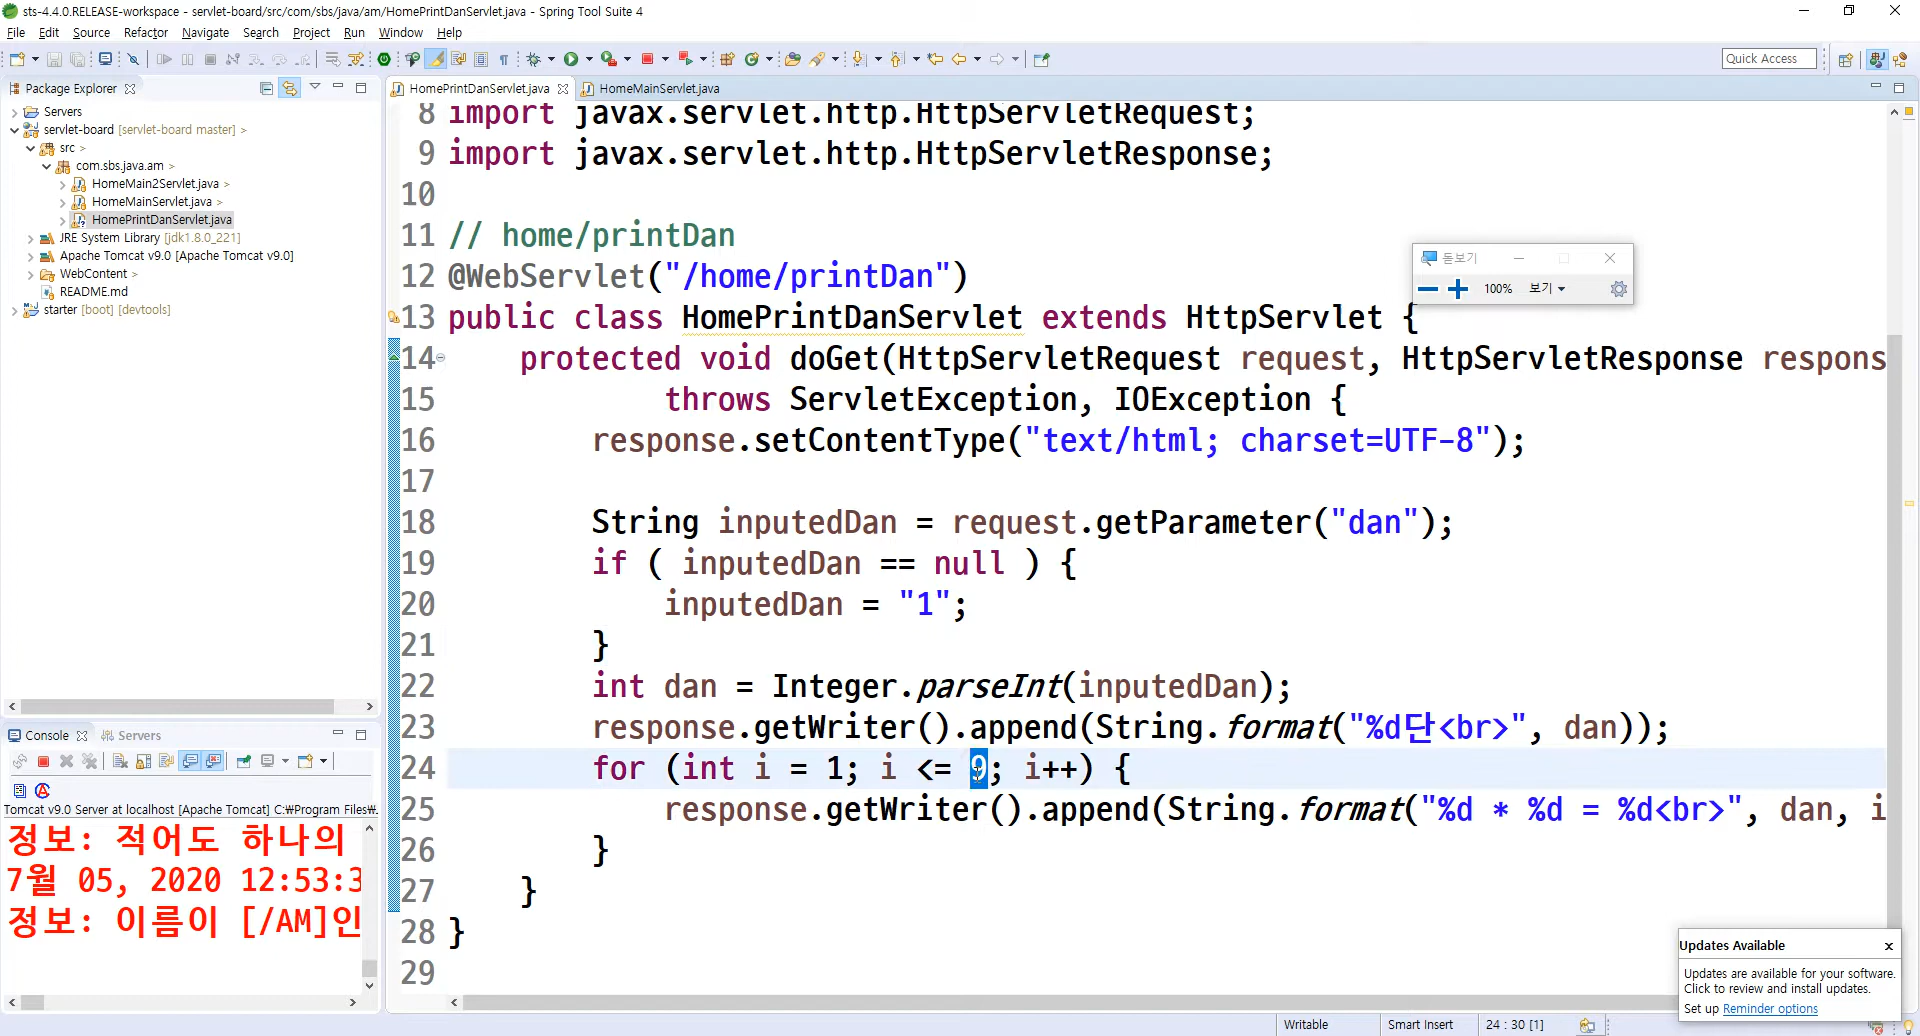 sts-4.4.0.RELEASE-workspace - servlet-board/src/com/sbs/java/am/HomePrintDanServlet.java - Spring Tool Suite 4
File Edit Source Refactor Navigate Search Project Run Window Help
Quick Access
Package Explorer
Servers
servlet-board [servlet-board master] >
src >
com.sbs.java.am >
HomeMain2Servlet.java >
HomeMainServlet.java >
HomePrintDanServlet.java
JRE System Library [jdk1.8.0_221]
Apache Tomcat v9.0 [Apache Tomcat v9.0]
WebContent >
README.md
starter [boot] [devtools]
HomePrintDanServlet.java HomeMainServlet.java
8 import javax.servlet.http.HttpServletRequest;
9 import javax.servlet.http.HttpServletResponse;
10
11 // home/printDan
12 @WebServlet("/home/printDan")
13 public class HomePrintDanServlet extends HttpServlet {
14 protected void doGet(HttpServletRequest request, HttpServletResponse respons
15 throws ServletException, IOException {
16 response.setContentType("text/html; charset=UTF-8");
17
18 String inputedDan = request.getParameter("dan");
19 if ( inputedDan == null ) {
20 inputedDan = "1";
21 }
22 int dan = Integer.parseInt(inputedDan);
23 response.getWriter().append(String.format("%d단<br>", dan));
24 for (int i = 1; i <= 9; i++) {
25 response.getWriter().append(String.format("%d * %d = %d<br>", dan, i
26 }
27 }
28 }
29
돋보기
100% 보기
Console Servers
Tomcat v9.0 Server at localhost [Apache Tomcat] C:₩Program Files₩.
정보: 적어도 하나의
7월 05, 2020 12:53:3
정보: 이름이 [/AM]인
Updates Available
Updates are available for your software.
Click to review and install updates.
Set up Reminder options
Writable Smart Insert 24 : 30 [1]